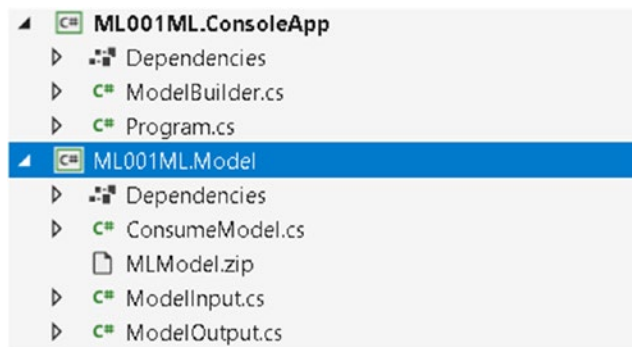 C# ML001ML.ConsoleApp
Dependencies
C# ModelBuilder.cs
C# Program.cs
C# ML001ML.Model
Dependencies
C# ConsumeModel.cs
MLModel.zip
C# ModelInput.cs
C# ModelOutput.cs